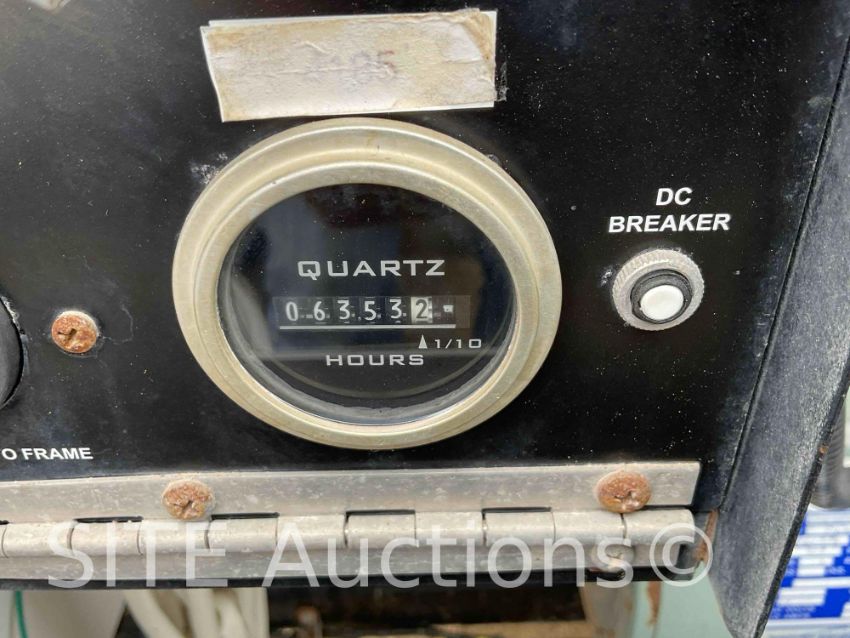 QUARTZ
063532
1/10
HOURS
DC
BREAKER
O FRAME
SITE Auctions©